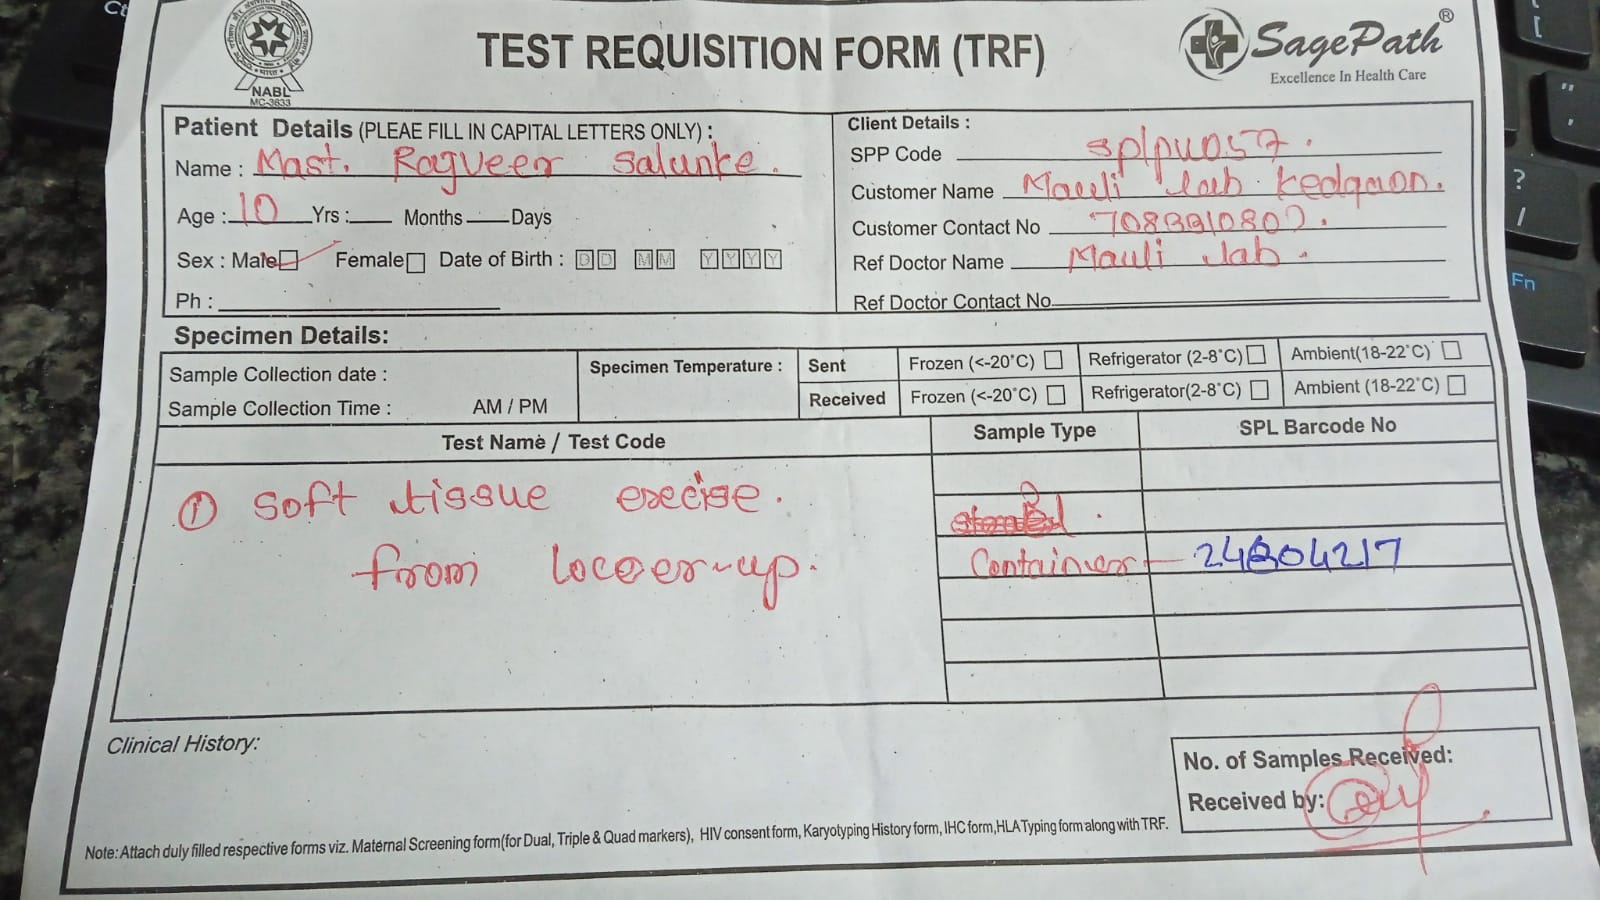 NABL
MC-3633
TEST REQUISITION FORM (TRF)
SagePath®
Excellence In Health Care
Patient Details (PLEAE FILL IN CAPITAL LETTERS ONLY) :
Name : Mast. Ragveer Salunke.
Age : 10 Yrs : Months Days
Sex : Male Female Date of Birth : DD MM YYYY
Ph :
Client Details :
SPP Code splpu057.
Customer Name Mauli lab Kedgaon.
Customer Contact No
Ref Doctor Name Mauli lab.
Ref Doctor Contact No.
Specimen Details:
Sample Collection date :
Sample Collection Time : AM / PM
Specimen Temperature :
Sent Frozen (<-20°C) Refrigerator (2-8°C) Ambient(18-22°C)
Received Frozen (<-20°C) Refrigerator(2-8°C) Ambient (18-22°C)
Test Name / Test Code Sample Type SPL Barcode No
① soft tissue excise.
from locoer-up.
Container
Clinical History:
No. of Samples Received:
Received by:
Note: Attach duly filled respective forms viz. Maternal Screening form(for Dual, Triple & Quad markers), HIV consent form, Karyotyping History form, IHC form,HLA Typing form along with TRF.
Ct
[
"
'
?
/
Fn